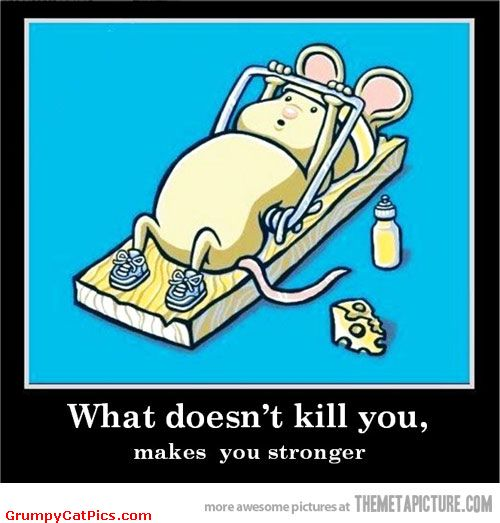 What doesn't kill you,
makes you stronger
more awesome pictures at THEMETAPICTURE.COM
GrumpyCatPics.com